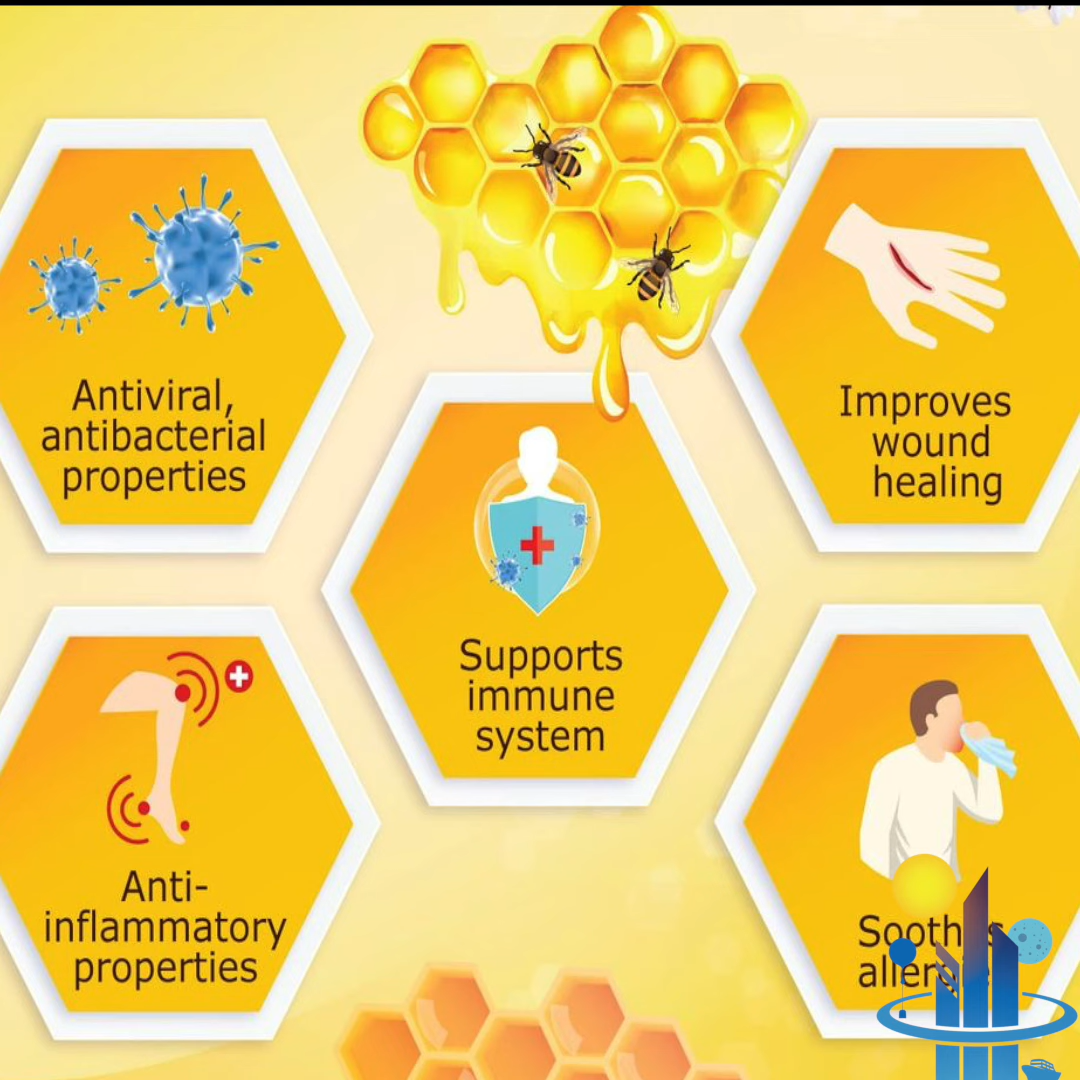 Antiviral,
antibacterial
properties
Improves
wound
healing
Supports
immune
system
Anti-
inflammatory
properties